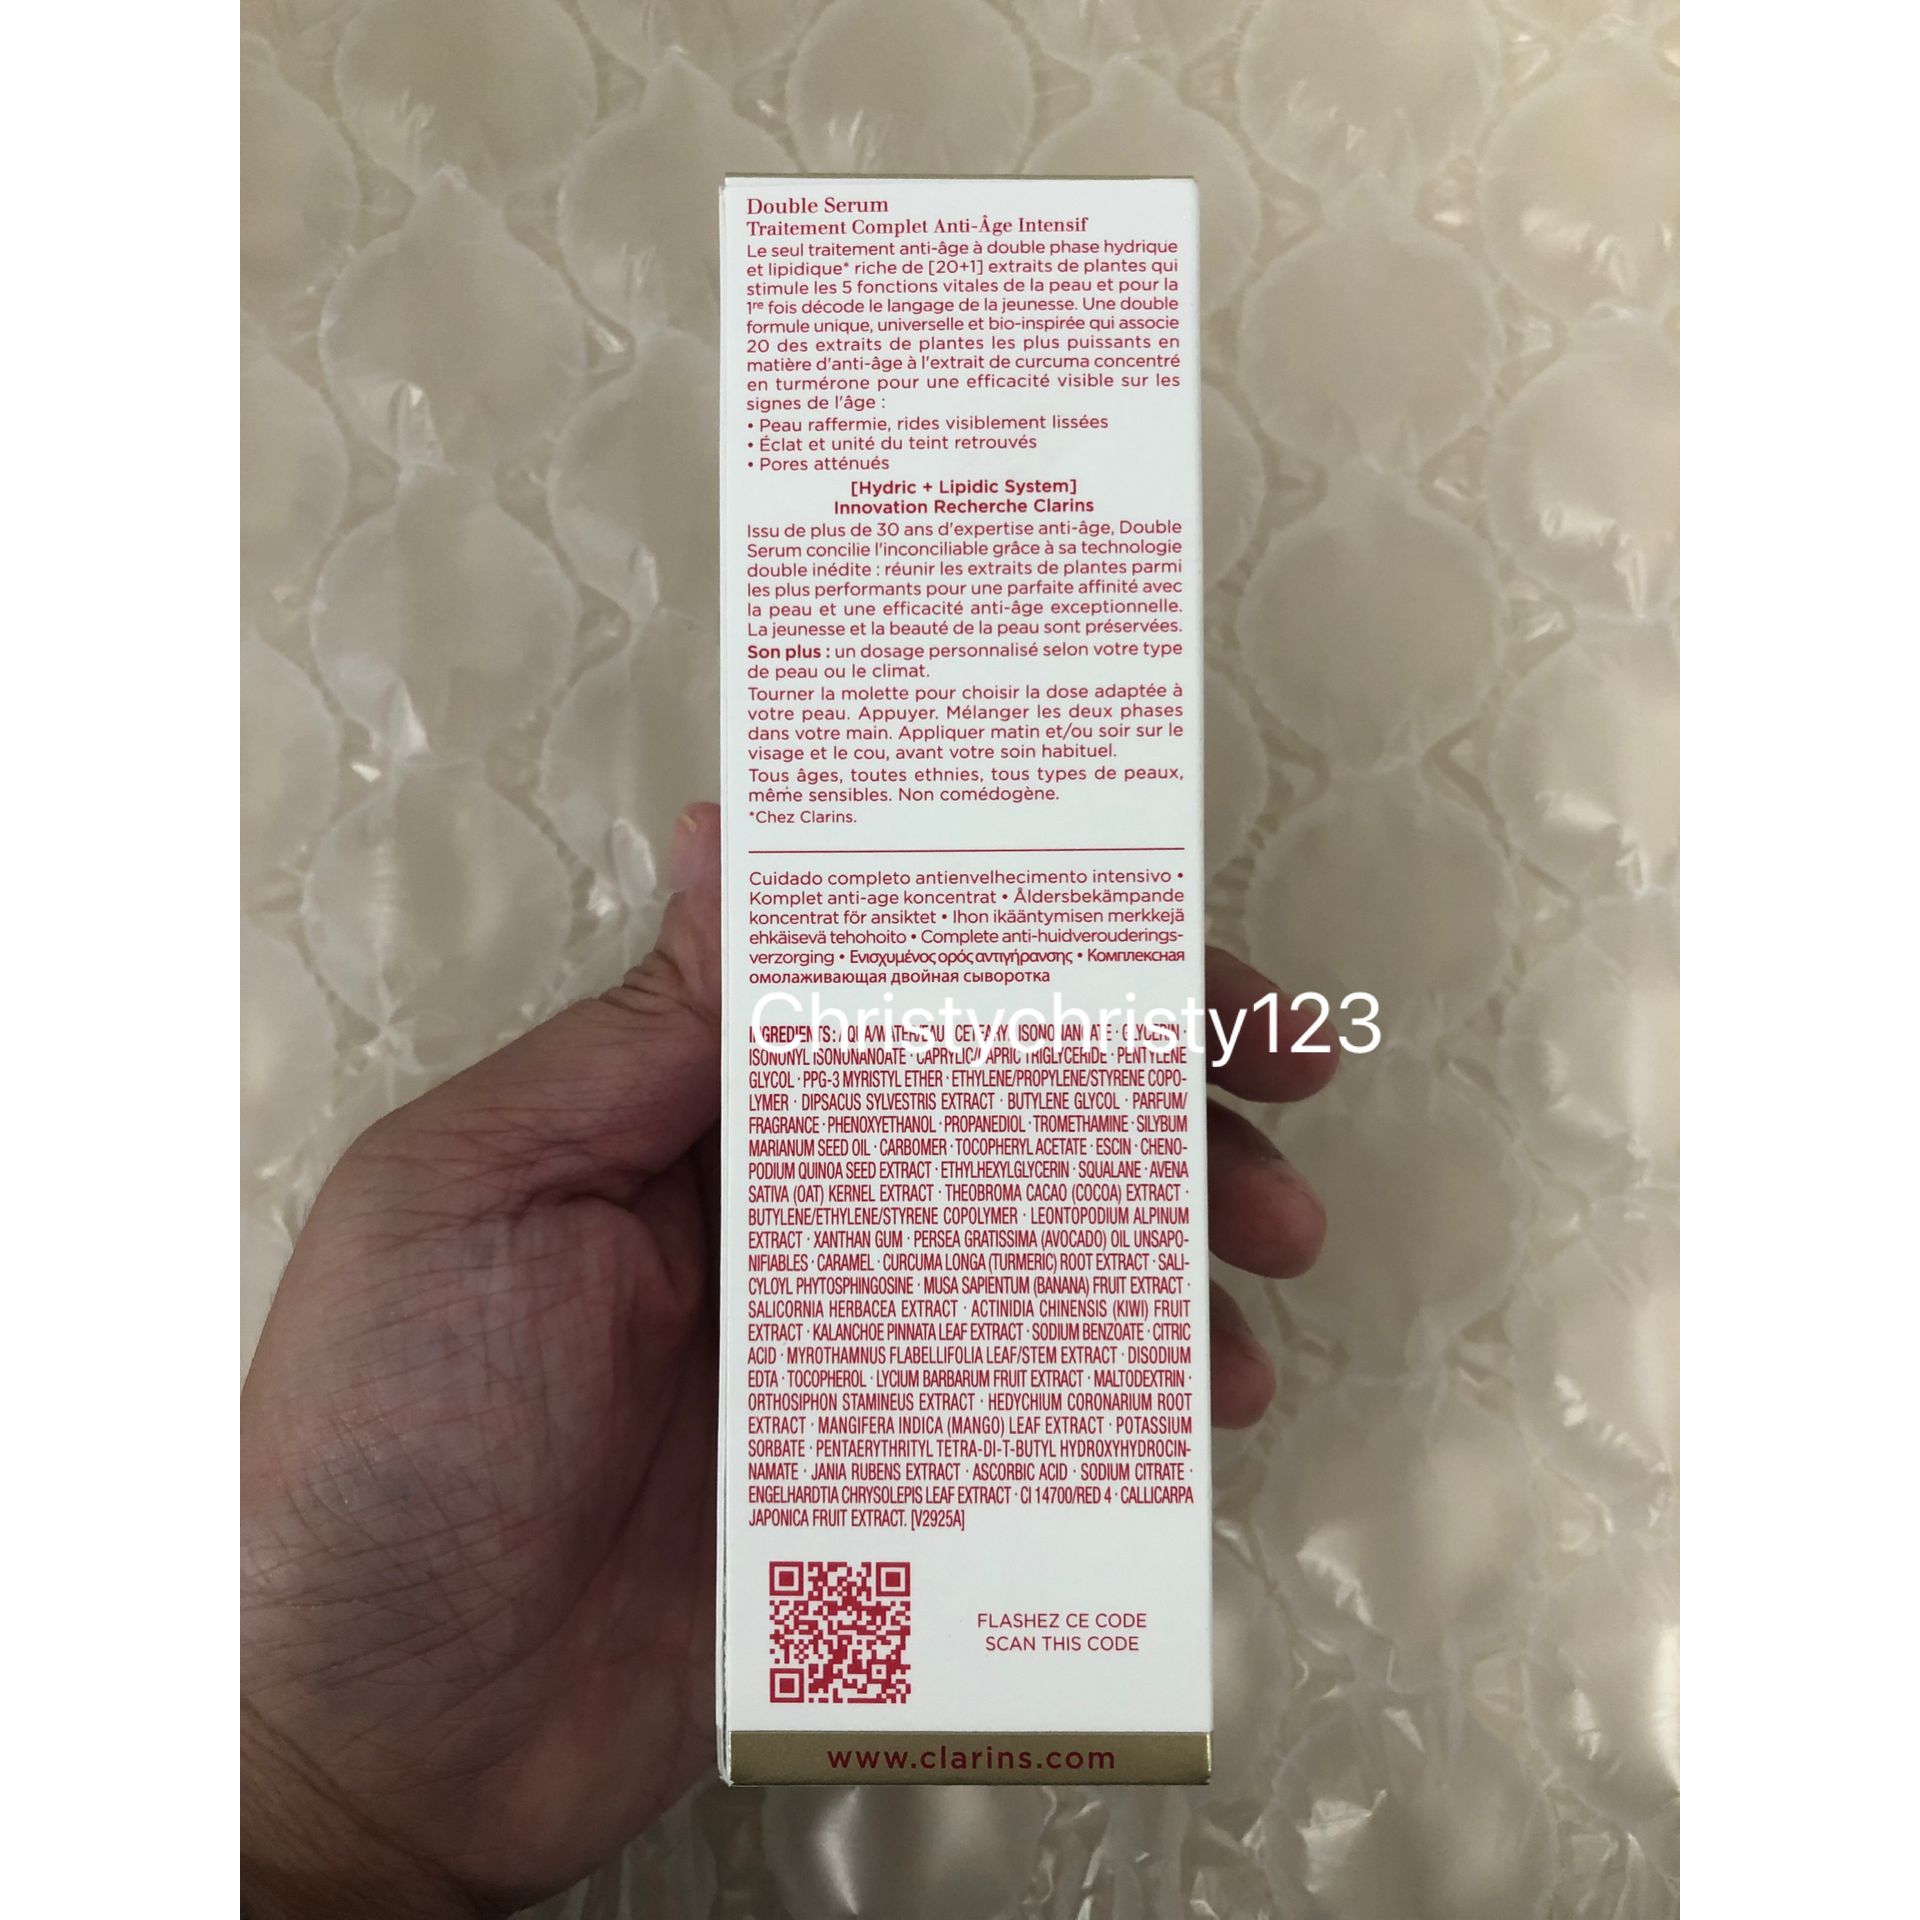 Double Serum
Traitement Complet Anti-Âge Intensif
Le seul traitement anti-âge à double phase hydrique
et lipidique* riche de [20+1] extraits de plantes qui
stimule les 5 fonctions vitales de la peau et pour la
1re fois décode le langage de la jeunesse. Une double
formule unique, universelle et bio-inspirée qui associe
20 des extraits de plantes les plus puissants en
matière d'anti-âge à l'extrait de curcuma concentré
en turmérone pour une efficacité visible sur les
signes de l'âge :
• Peau raffermie, rides visiblement lissées
• Éclat et unité du teint retrouvés
• Pores atténués
[Hydric + Lipidic System]
Innovation Recherche Clarins
Issu de plus de 30 ans d'expertise anti-âge, Double
Serum concilie l'inconciliable grâce à sa technologie
double inédite : réunir les extraits de plantes parmi
les plus performants pour une parfaite affinité avec
la peau et une efficacité anti-âge exceptionnelle.
La jeunesse et la beauté de la peau sont préservées.
Son plus : un dosage personnalisé selon votre type
de peau ou le climat.
Tourner la molette pour choisir la dose adaptée à
votre peau. Appuyer. Mélanger les deux phases
dans votre main. Appliquer matin et/ou soir sur le
visage et le cou, avant votre soin habituel.
Tous âges, toutes ethnies, tous types de peaux,
même sensibles. Non comédogène.
*Chez Clarins.
Cuidado completo antienvelhecimento intensivo •
Komplet anti-age koncentrat • Åldersbekämpande
koncentrat för ansiktet • Ihon ikääntymisen merkkejä
ehkäisevä tehohoito • Complete anti-huidverouderings-
verzorging • Ενισχυμένος ορός αντιγήρανσης • Комплексная
омолаживающая двойная сыворотка
Christychristy123
INGREDIENTS : AQUA/WATER/EAU · CETEARYL ISONONANOATE · GLYCERIN ·
ISONONYL ISONONANOATE · CAPRYLIC/CAPRIC TRIGLYCERIDE · PENTYLENE
GLYCOL · PPG-3 MYRISTYL ETHER · ETHYLENE/PROPYLENE/STYRENE COPO-
LYMER · DIPSACUS SYLVESTRIS EXTRACT · BUTYLENE GLYCOL · PARFUM/
FRAGRANCE · PHENOXYETHANOL · PROPANEDIOL · TROMETHAMINE · SILYBUM
MARIANUM SEED OIL · CARBOMER · TOCOPHERYL ACETATE · ESCIN · CHENO-
PODIUM QUINOA SEED EXTRACT · ETHYLHEXYLGLYCERIN · SQUALANE · AVENA
SATIVA (OAT) KERNEL EXTRACT · THEOBROMA CACAO (COCOA) EXTRACT ·
BUTYLENE/ETHYLENE/STYRENE COPOLYMER · LEONTOPODIUM ALPINUM
EXTRACT · XANTHAN GUM · PERSEA GRATISSIMA (AVOCADO) OIL UNSAPO-
NIFIABLES · CARAMEL · CURCUMA LONGA (TURMERIC) ROOT EXTRACT · SALI-
CYLOYL PHYTOSPHINGOSINE · MUSA SAPIENTUM (BANANA) FRUIT EXTRACT ·
SALICORNIA HERBACEA EXTRACT · ACTINIDIA CHINENSIS (KIWI) FRUIT
EXTRACT · KALANCHOE PINNATA LEAF EXTRACT · SODIUM BENZOATE · CITRIC
ACID · MYROTHAMNUS FLABELLIFOLIA LEAF/STEM EXTRACT · DISODIUM
EDTA · TOCOPHEROL · LYCIUM BARBARUM FRUIT EXTRACT · MALTODEXTRIN ·
ORTHOSIPHON STAMINEUS EXTRACT · HEDYCHIUM CORONARIUM ROOT
EXTRACT · MANGIFERA INDICA (MANGO) LEAF EXTRACT · POTASSIUM
SORBATE · PENTAERYTHRITYL TETRA-DI-T-BUTYL HYDROXYHYDROCIN-
NAMATE · JANIA RUBENS EXTRACT · ASCORBIC ACID · SODIUM CITRATE ·
ENGELHARDTIA CHRYSOLEPIS LEAF EXTRACT · CI 14700/RED 4 · CALLICARPA
JAPONICA FRUIT EXTRACT. [V2925A]
FLASHEZ CE CODE
SCAN THIS CODE
www.clarins.com